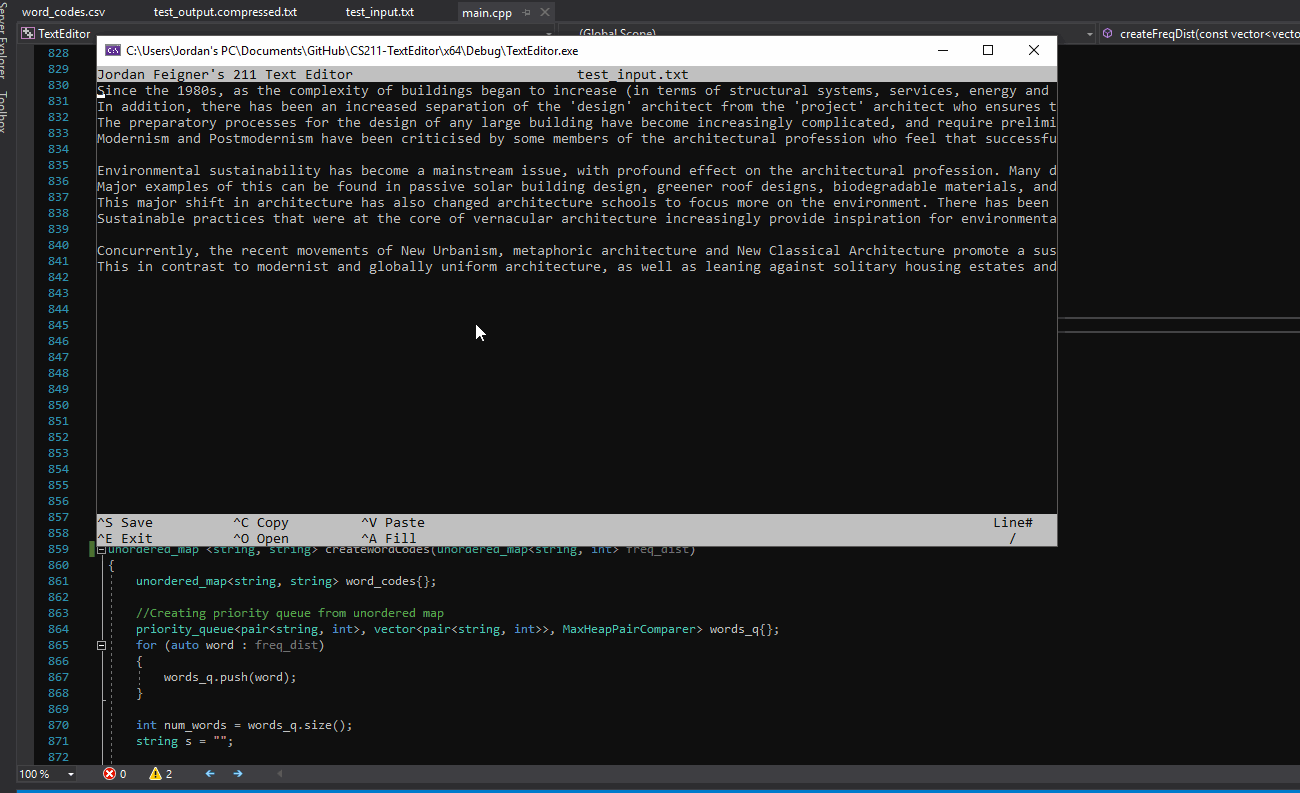 word_codes.csv test_output.compressed.txt test_input.txt main.cpp
Server Explorer
Toolbox
TextEditor (Global Scope) createFreqDist(const vector<vecto
C:\Users\Jordan's PC\Documents\GitHub\CS211-TextEditor\x64\Debug\TextEditor.exe
Jordan Feigner's 211 Text Editor test_input.txt
Since the 1980s, as the complexity of buildings began to increase (in terms of structural systems, services, energy and
In addition, there has been an increased separation of the 'design' architect from the 'project' architect who ensures t
The preparatory processes for the design of any large building have become increasingly complicated, and require prelimi
Modernism and Postmodernism have been criticised by some members of the architectural profession who feel that successfu
Environmental sustainability has become a mainstream issue, with profound effect on the architectural profession. Many d
Major examples of this can be found in passive solar building design, greener roof designs, biodegradable materials, and
This major shift in architecture has also changed architecture schools to focus more on the environment. There has been
Sustainable practices that were at the core of vernacular architecture increasingly provide inspiration for environmenta
Concurrently, the recent movements of New Urbanism, metaphoric architecture and New Classical Architecture promote a sus
This in contrast to modernist and globally uniform architecture, as well as leaning against solitary housing estates and
^S Save ^C Copy ^V Paste Line#
^E Exit ^O Open ^A Fill /
828
829
830
831
832
833
834
835
836
837
838
839
840
841
842
843
844
845
846
847
848
849
850
851
852
853
854
855
856
857
858
859 unordered_map <string, string> createWordCodes(unordered_map<string, int> freq_dist)
860 {
861 unordered_map<string, string> word_codes{};
862
863 //Creating priority queue from unordered map
864 priority_queue<pair<string, int>, vector<pair<string, int>>, MaxHeapPairComparer> words_q{};
865 for (auto word : freq_dist)
866 {
867 words_q.push(word);
868 }
869
870 int num_words = words_q.size();
871 string s = "";
872
100 % 0 2